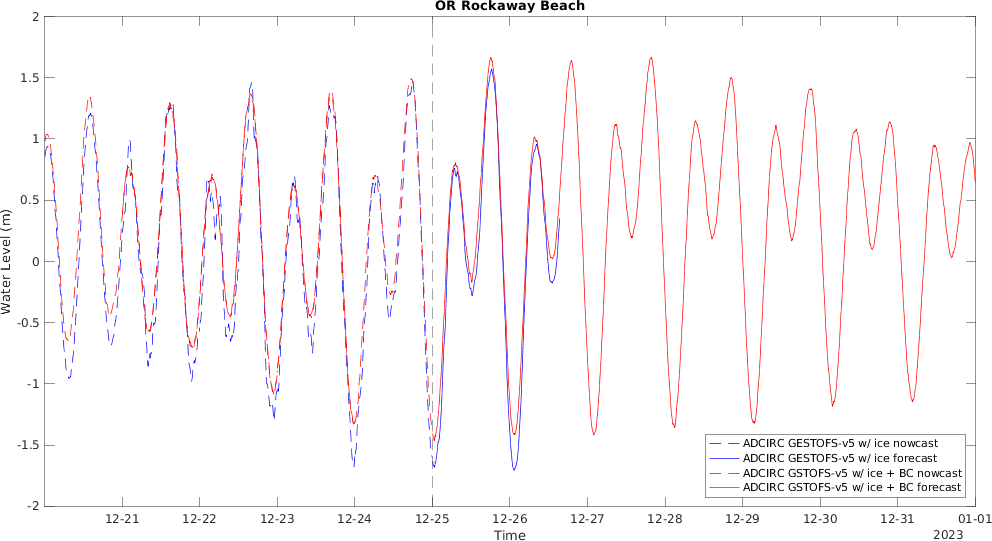 OR Rockaway Beach
2
1.5
1
0.5
0
-0.5
-1
-1.5
-2
Water Level (m)
ADCIRC GESTOFS-v5 w/ ice nowcast
ADCIRC GESTOFS-v5 w/ ice forecast
ADCIRC GSTOFS-v5 w/ ice + BC nowcast
ADCIRC GSTOFS-v5 w/ ice + BC forecast
12-21 12-22 12-23 12-24 12-25 12-26 12-27 12-28 12-29 12-30 12-31 01-01
Time 2023